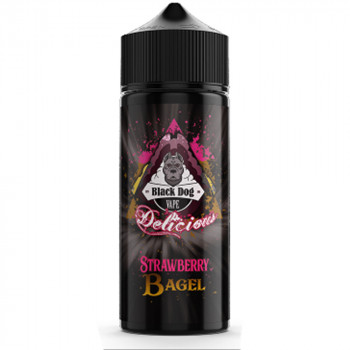 Black Dog
VAPE
Delicious
STRAWBERRY
BAGEL